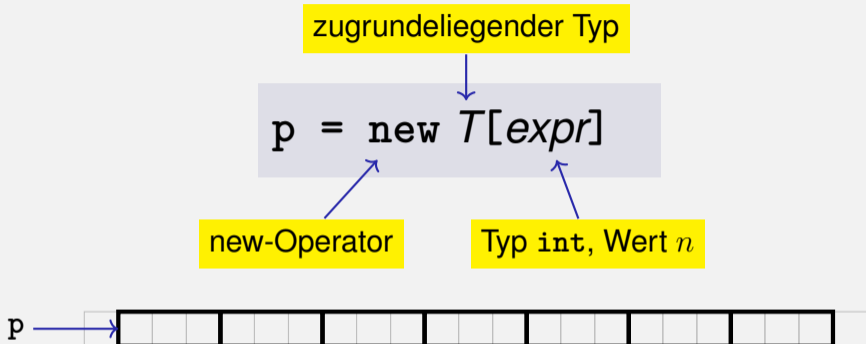 zugrundeliegender Typ
p = new T[expr]
new-Operator
Typ int, Wert n
p